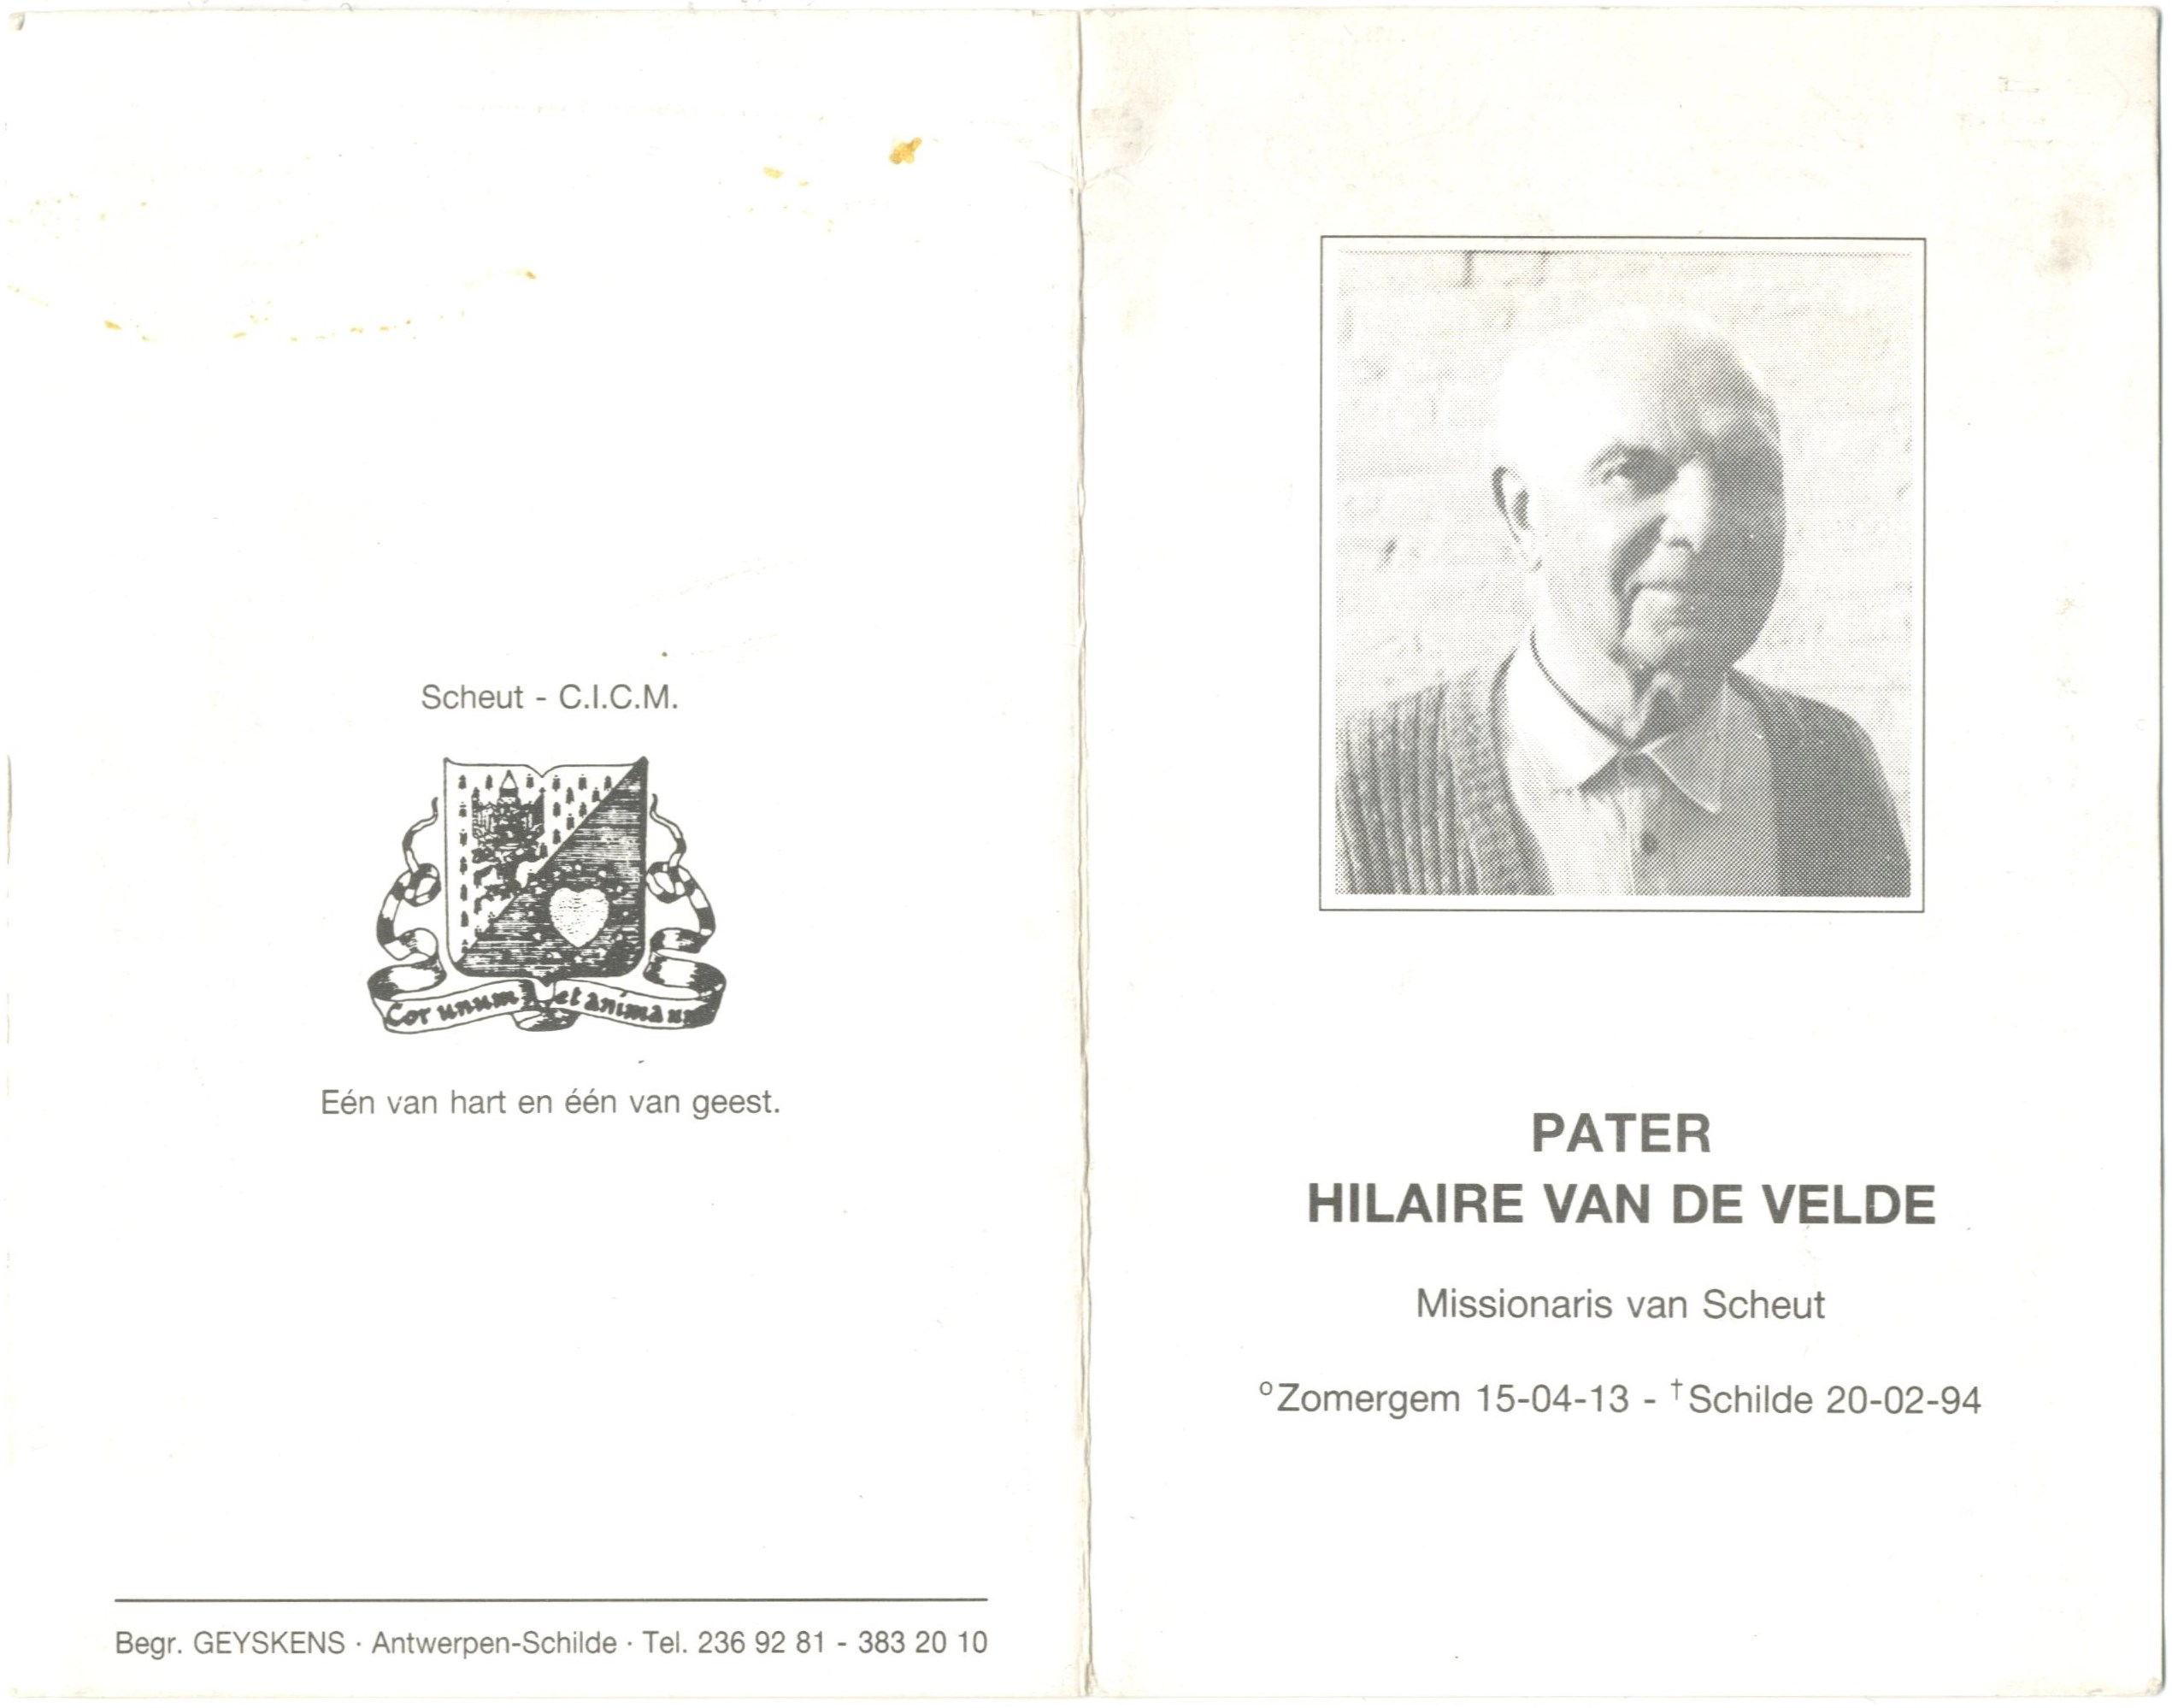 Scheut - C.I.C.M.
Cor unum et anima una
Eén van hart en één van geest.
Begr. GEYSKENS · Antwerpen-Schilde · Tel. 236 92 81 - 383 20 10
PATER
HILAIRE VAN DE VELDE
Missionaris van Scheut
°Zomergem 15-04-13 - †Schilde 20-02-94